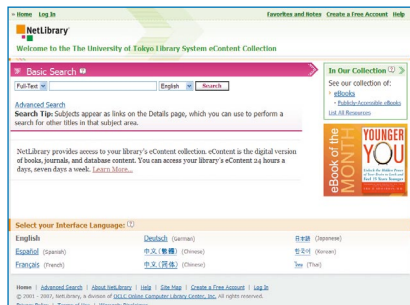 » Home Log In Favorites and Notes Create a Free Account Help
NetLibrary
Welcome to the The University of Tokyo Library System eContent Collection
Basic Search
Full-Text English Search
Advanced Search
Search Tip: Subjects appear as links on the Details page, which you can use to perform a
search for other titles in that subject area.
NetLibrary provides access to your library's eContent collection. eContent is the digital version
of books, journals, and database content. You can access your library's eContent 24 hours a
days, seven days a week. Learn More...
In Our Collection
See our collection of:
eBooks
Publicly-Accessible eBooks
List All Resources
eBook of the MONTH
YOUNGER
YOU
Select your Interface Language:
English Deutsch (German) 日本語 (Japanese)
Español (Spanish) 中文(繁體) (Chinese) 한국어 (Korean)
Français (French) 中文(简体) (Chinese) ไทย (Thai)
Home | Advanced Search | About NetLibrary | Help | Site Map | Create a Free Account | Log In
© 2001 - 2007, NetLibrary, a division of OCLC Online Computer Library Center, Inc. All rights reserved.